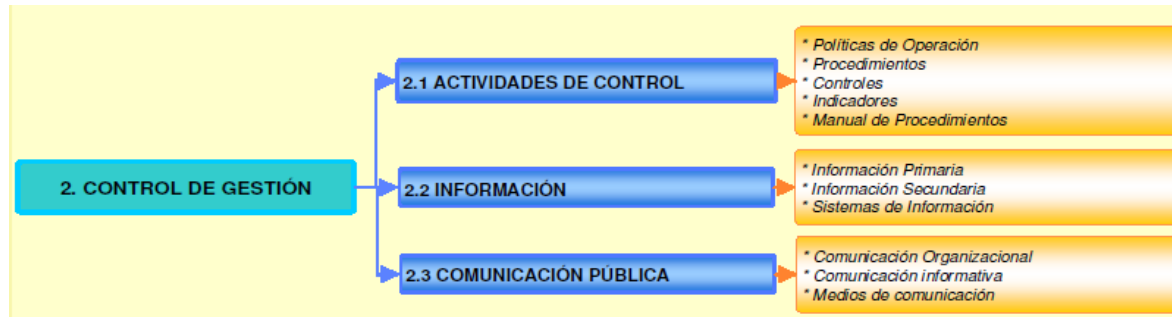 2. CONTROL DE GESTIÓN
2.1 ACTIVIDADES DE CONTROL
* Políticas de Operación
* Procedimientos
* Controles
* Indicadores
* Manual de Procedimientos
2.2 INFORMACIÓN
* Información Primaria
* Información Secundaria
* Sistemas de Información
2.3 COMUNICACIÓN PÚBLICA
* Comunicación Organizacional
* Comunicación informativa
* Medios de comunicación